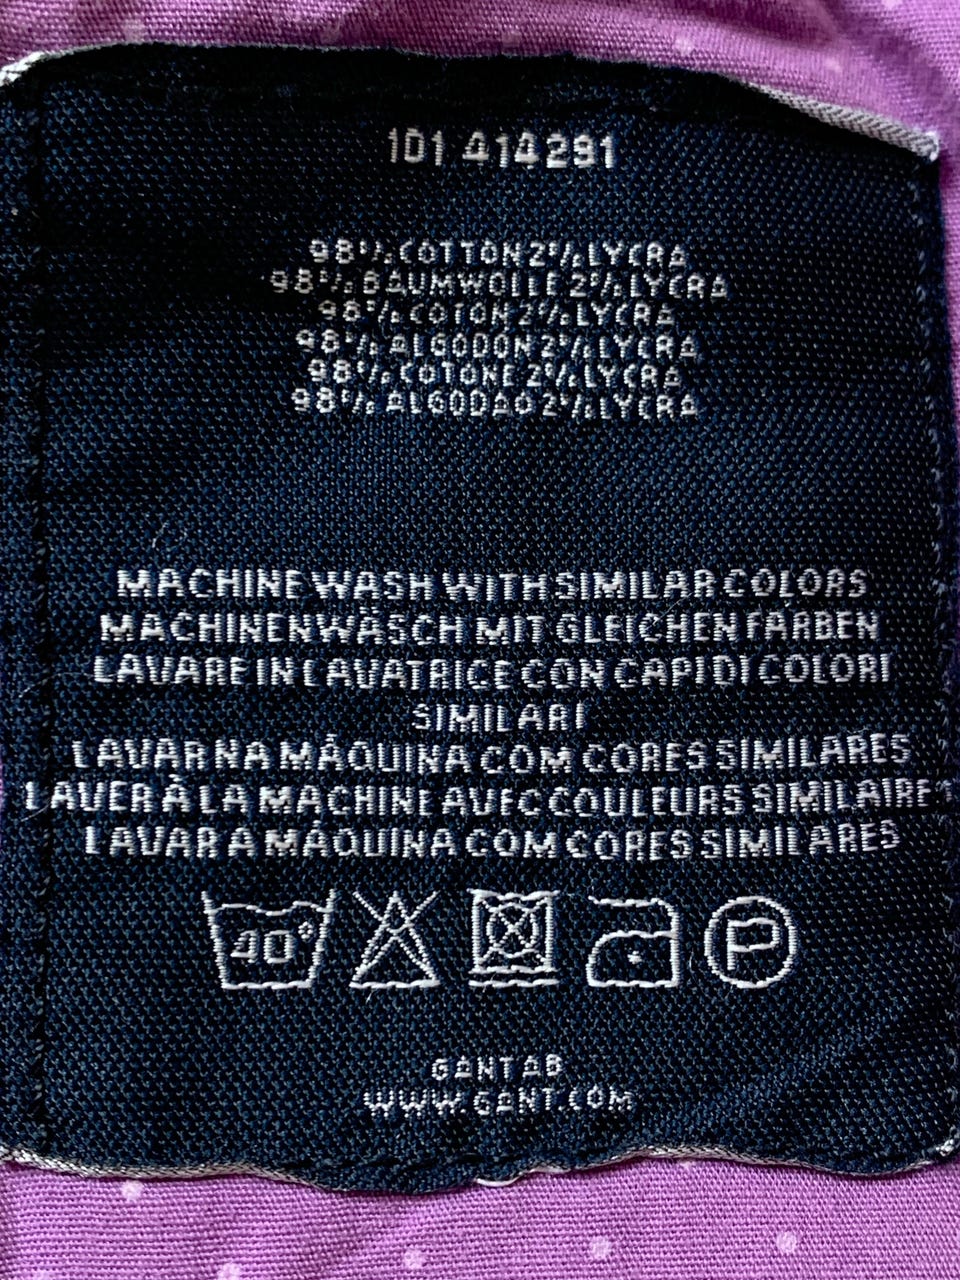 101 414291
98% COTTON 2% LYCRA
98% BAUMWOLLE 2% LYCRA
98% COTON 2% LYCRA
98% ALGODON 2% LYCRA
98% COTONE 2% LYCRA
98% ALGODAO 2% LYCRA
MACHINE WASH WITH SIMILAR COLORS
MACHINENWÄSCH MIT GLEICHEN FARBEN
LAVARE IN LAVATRICE CON CAPI DI COLORI
SIMILARI
LAVAR NA MÁQUINA COM CORES SIMILARES
LAVER À LA MACHINE AVEC COULEURS SIMILAIRES
LAVAR A MÁQUINA COM CORES SIMILARES
40° P
GANT AB
WWW.GANT.COM